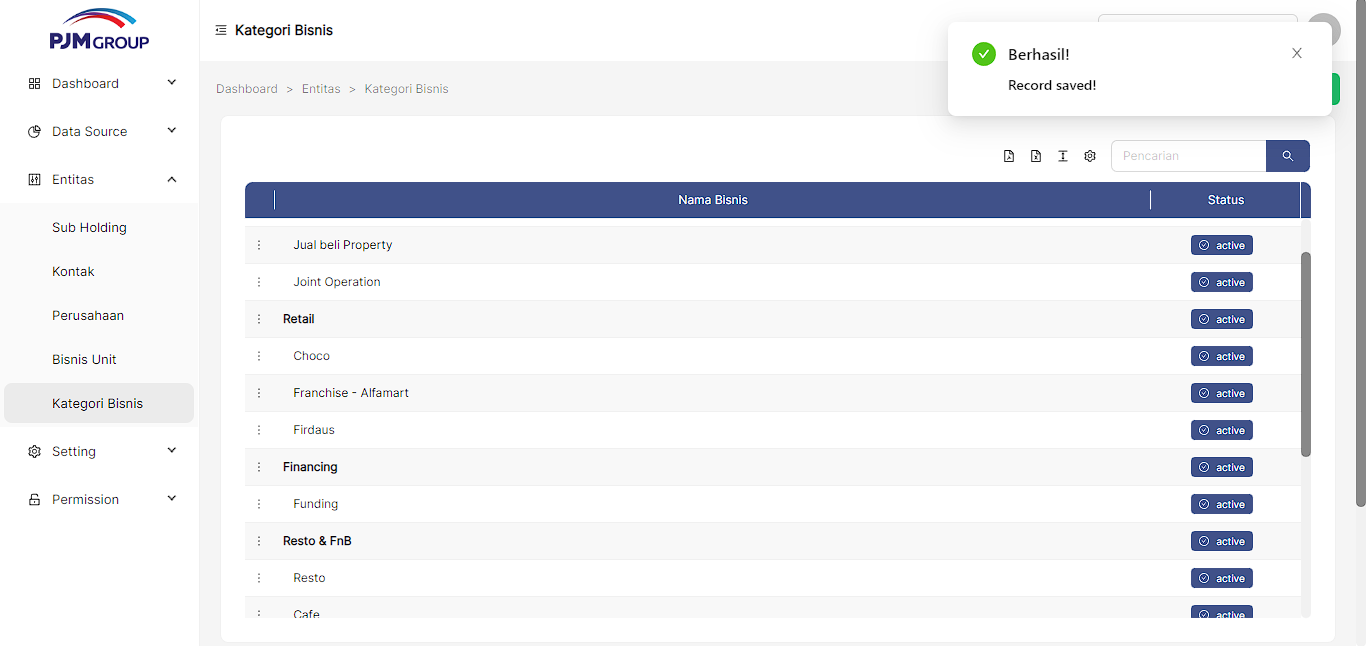 PJM GROUP
Kategori Bisnis
Berhasil!
Record saved!
Dashboard
Data Source
Entitas
Sub Holding
Kontak
Perusahaan
Bisnis Unit
Kategori Bisnis
Setting
Permission
Dashboard > Entitas > Kategori Bisnis
Pencarian
Nama Bisnis Status
Jual beli Property active
Joint Operation active
Retail active
Choco active
Franchise - Alfamart active
Firdaus active
Financing active
Funding active
Resto & FnB active
Resto active
Cafe active